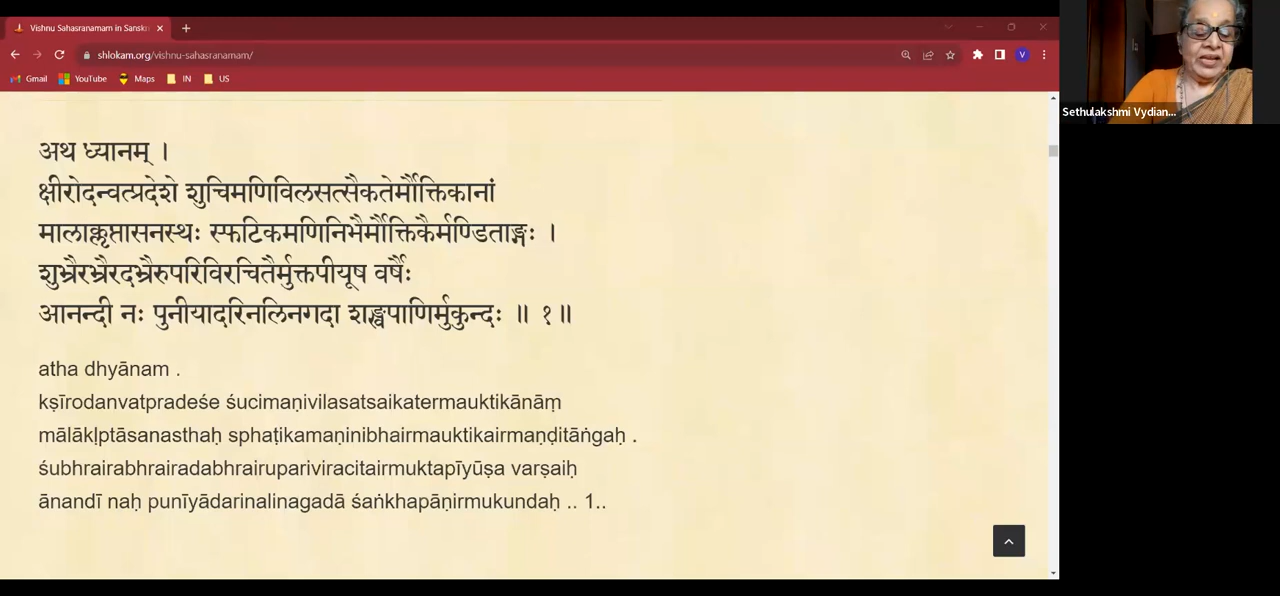 Vishnu Sahasranamam in Sanskr
shlokam.org/vishnu-sahasranamam/
V
Gmail YouTube Maps IN US
Sethulakshmi Vydian...
अथ ध्यानम् ।
क्षीरोदन्वत्प्रदेशे शुचिमणिविलसत्सैकतेर्मौक्तिकानां
मालाक्लृप्तासनस्थः स्फटिकमणिनिभैर्मौक्तिकैर्मण्डिताङ्गः ।
शुभ्रैरभ्रैरदभ्रैरुपरिविरचितैर्मुक्तपीयूष वर्षैः
आनन्दी नः पुनीयादरिनलिनगदा शङ्खपाणिर्मुकुन्दः ॥ १॥
atha dhyānam .
kṣīrodanvatpradeśe śucimaṇivilasatsaikatermauktikānāṃ
mālākḷptāsanasthaḥ sphaṭikamaṇinibhairmauktikairmaṇḍitāṅgaḥ .
śubhrairabhrairadabhrairupariviracitairmuktapīyūṣa varṣaiḥ
ānandī naḥ punīyādarinalinagadā śaṅkhapāṇirmukundaḥ .. 1..